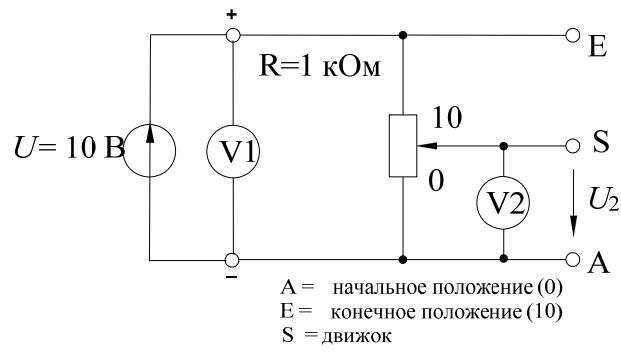 +
E
R=1 кОм
10
U= 10 В
V1
S
0
V2
U2
–
A
A = начальное положение (0)
E = конечное положение (10)
S = движок